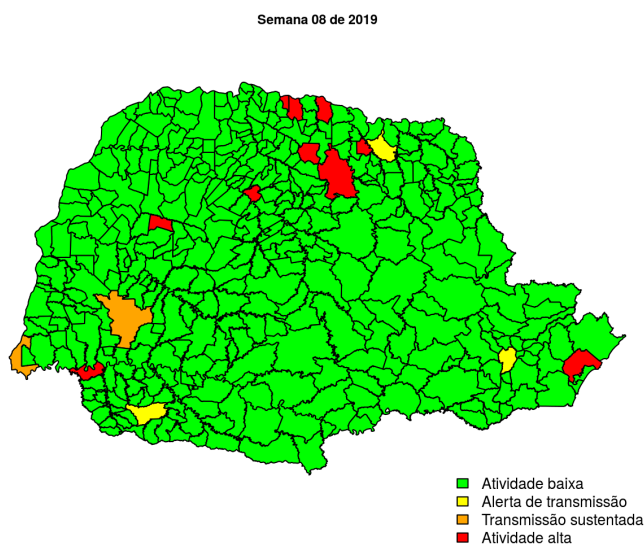 Semana 08 de 2019
Atividade baixa
Alerta de transmissão
Transmissão sustentada
Atividade alta